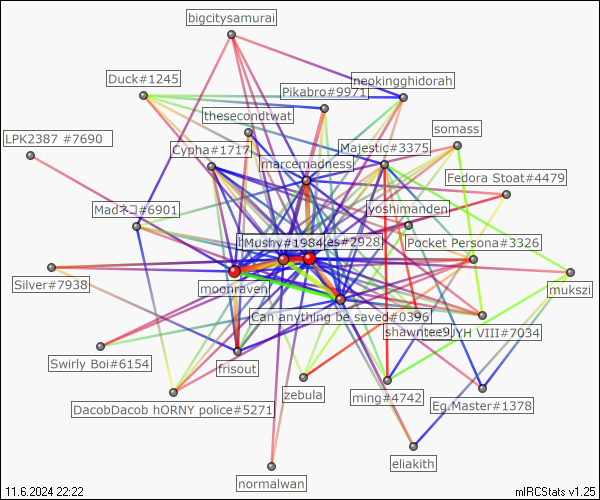 bigcitysamurai
Duck#1245
neokingghidorah
Pikabro#9971
thesecondtwat
LPK2387 #7690
somass
Cypha#1717
Majestic#3375
marcemadness
Fedora Stoat#4479
Madネコ#6901
yoshimanden
Mushy#1984
es#2928
Pocket Persona#3326
Silver#7938
moonraven
mukszi
Can anything be saved#0396
shawntee9
JYH VIII#7034
Swirly Boi#6154
frisout
zebula
ming#4742
DacobDacob hORNY police#5271
Eg.Master#1378
eliakith
normalwan
11.6.2024 22:22
mIRCStats v1.25